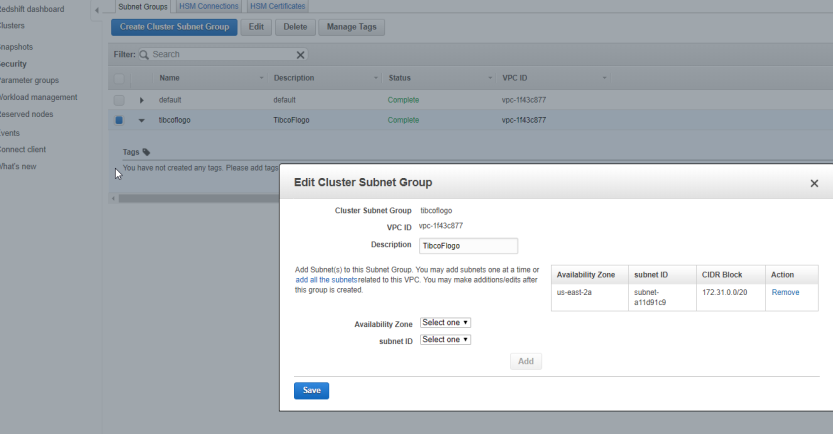 Redshift dashboard
Clusters
Snapshots
Security
Parameter groups
Workload management
Reserved nodes
Events
Connect client
What's new
Subnet Groups HSM Connections HSM Certificates
Create Cluster Subnet Group Edit Delete Manage Tags
Filter: Search
Name Description Status VPC ID
default default Complete vpc-1f43c877
tibcoflogo TibcoFlogo Complete vpc-1f43c877
Tags
You have not created any tags. Please add tags
Edit Cluster Subnet Group
Cluster Subnet Group tibcoflogo
VPC ID vpc-1f43c877
Description TibcoFlogo
Add Subnet(s) to this Subnet Group. You may add subnets one at a time or
add all the subnets related to this VPC. You may make additions/edits after
this group is created.
Availability Zone subnet ID CIDR Block Action
us-east-2a subnet-
a11d91c9 172.31.0.0/20 Remove
Availability Zone Select one
subnet ID Select one
Add
Save